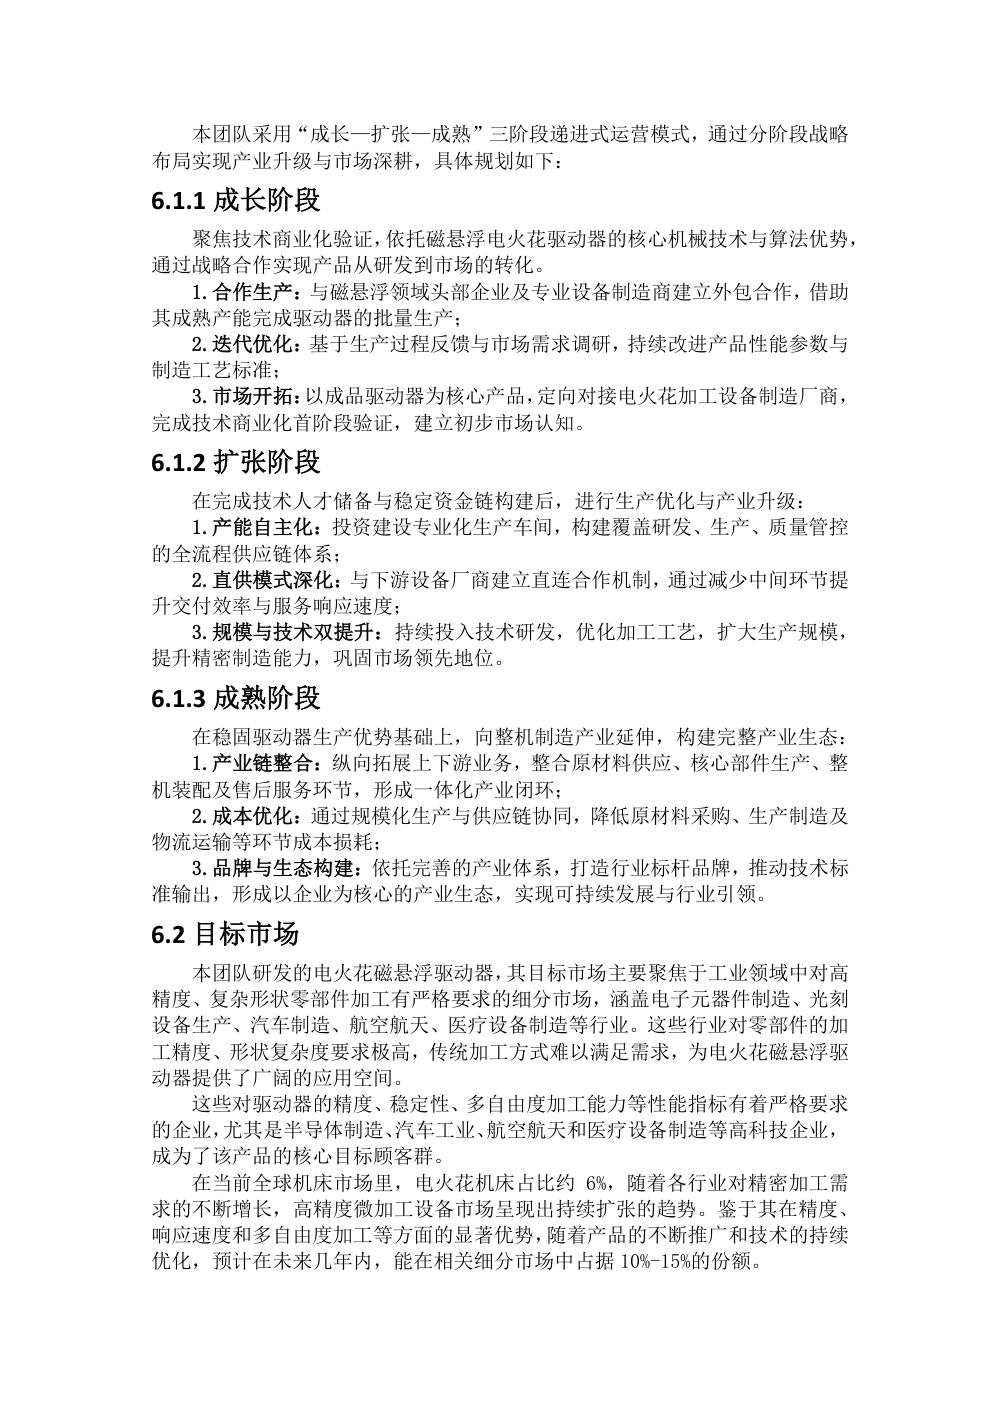 本团队采用“成长—扩张—成熟”三阶段递进式运营模式，通过分阶段战略
布局实现产业升级与市场深耕，具体规划如下：
6.1.1 成长阶段
聚焦技术商业化验证，依托磁悬浮电火花驱动器的核心机械技术与算法优势，
通过战略合作实现产品从研发到市场的转化。
1. 合作生产：与磁悬浮领域头部企业及专业设备制造商建立外包合作，借助
其成熟产能完成驱动器的批量生产；
2. 迭代优化：基于生产过程反馈与市场需求调研，持续改进产品性能参数与
制造工艺标准；
3. 市场开拓：以成品驱动器为核心产品，定向对接电火花加工设备制造厂商，
完成技术商业化首阶段验证，建立初步市场认知。
6.1.2 扩张阶段
在完成技术人才储备与稳定资金链构建后，进行生产优化与产业升级：
1. 产能自主化：投资建设专业化生产车间，构建覆盖研发、生产、质量管控
的全流程供应链体系；
2. 直供模式深化：与下游设备厂商建立直连合作机制，通过减少中间环节提
升交付效率与服务响应速度；
3. 规模与技术双提升：持续投入技术研发，优化加工工艺，扩大生产规模，
提升精密制造能力，巩固市场领先地位。
6.1.3 成熟阶段
在稳固驱动器生产优势基础上，向整机制造产业延伸，构建完整产业生态：
1. 产业链整合：纵向拓展上下游业务，整合原材料供应、核心部件生产、整
机装配及售后服务环节，形成一体化产业闭环；
2. 成本优化：通过规模化生产与供应链协同，降低原材料采购、生产制造及
物流运输等环节成本损耗；
3. 品牌与生态构建：依托完善的产业体系，打造行业标杆品牌，推动技术标
准输出，形成以企业为核心的产业生态，实现可持续发展与行业引领。
6.2 目标市场
本团队研发的电火花磁悬浮驱动器，其目标市场主要聚焦于工业领域中对高
精度、复杂形状零部件加工有严格要求的细分市场，涵盖电子元器件制造、光刻
设备生产、汽车制造、航空航天、医疗设备制造等行业。这些行业对零部件的加
工精度、形状复杂度要求极高，传统加工方式难以满足需求，为电火花磁悬浮驱
动器提供了广阔的应用空间。
这些对驱动器的精度、稳定性、多自由度加工能力等性能指标有着严格要求
的企业，尤其是半导体制造、汽车工业、航空航天和医疗设备制造等高科技企业，
成为了该产品的核心目标顾客群。
在当前全球机床市场里，电火花机床占比约 6%，随着各行业对精密加工需
求的不断增长，高精度微加工设备市场呈现出持续扩张的趋势。鉴于其在精度、
响应速度和多自由度加工等方面的显著优势，随着产品的不断推广和技术的持续
优化，预计在未来几年内，能在相关细分市场中占据 10%-15%的份额。